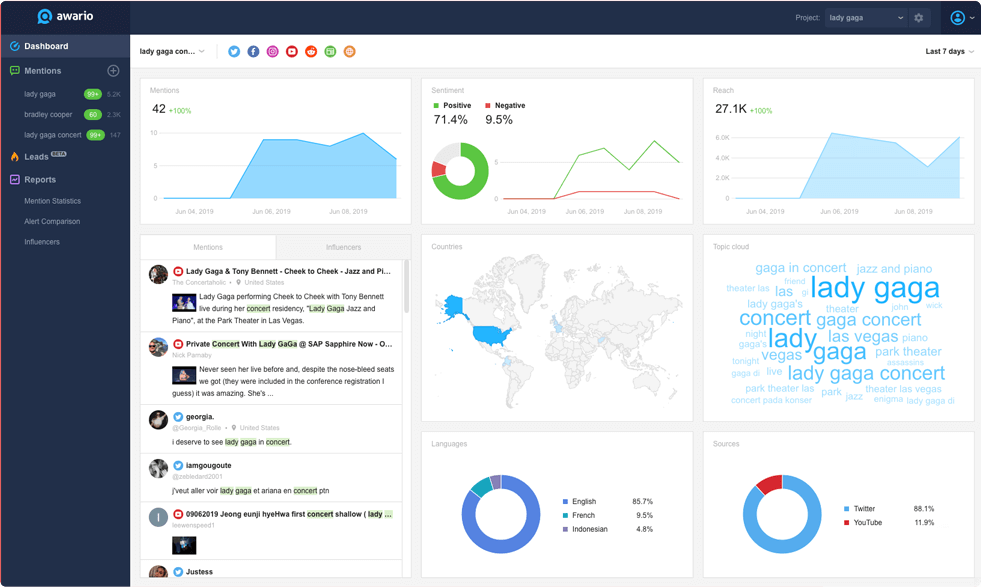 awario
Project: lady gaga
Dashboard
Mentions
lady gaga 99+ 5.2K
bradley cooper 60 2.3K
lady gaga concert 99+ 147
Leads BETA
Reports
Mention Statistics
Alert Comparison
Influencers
lady gaga con...
Last 7 days
Mentions
42 +100%
10
5
0
Jun 04, 2019 Jun 06, 2019 Jun 08, 2019
Sentiment
Positive Negative
71.4% 9.5%
5
0
Jun 04, 2019 Jun 06, 2019 Jun 08, 2019
Reach
27.1K +100%
6.0K
4.0K
2.0K
0
Jun 04, 2019 Jun 06, 2019 Jun 08, 2019
Mentions Influencers
Lady Gaga & Tony Bennett - Cheek to Cheek - Jazz and Pi...
The Concertaholic • United States
Lady Gaga performing Cheek to Cheek with Tony Bennett
live during her concert residency, "Lady Gaga Jazz and
Piano", at the Park Theater in Las Vegas.
Private Concert With Lady GaGa @ SAP Sapphire Now - O...
Nick Parnaby
Never seen her live before and, despite the nose-bleed seats
we got (they were included in the conference registration I
guess) it was amazing. She's ...
georgia.
@Georgia_Rolle • United States
i deserve to see lady gaga in concert.
iamgougoute
@zebledard2001
j'veut aller voir lady gaga et ariana en concert ptn
I
09062019 Jeong eunji hyeHwa first concert shallow ( lady ...
leewenspeed1
Justess
Countries
Topic cloud
gaga in concert jazz and piano
friend
theater las las gi lady gaga
lady gaga's theater john wick
concert gaga concert
night lady las vegas piano
gaga's vegas gaga park theater
tonight assassins
gaga di live lady gaga concert
park theater las park jazz theater las vegas
concert pada konser enigma lady gaga di
Languages
English 85.7%
French 9.5%
Indonesian 4.8%
Sources
Twitter 88.1%
YouTube 11.9%